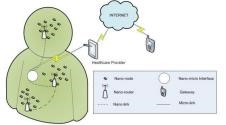 INTERNET
Healthcare Provider
Nano-node
Nano-micro Interface
Nano-router
Gateway
Nano-link
Micro-link